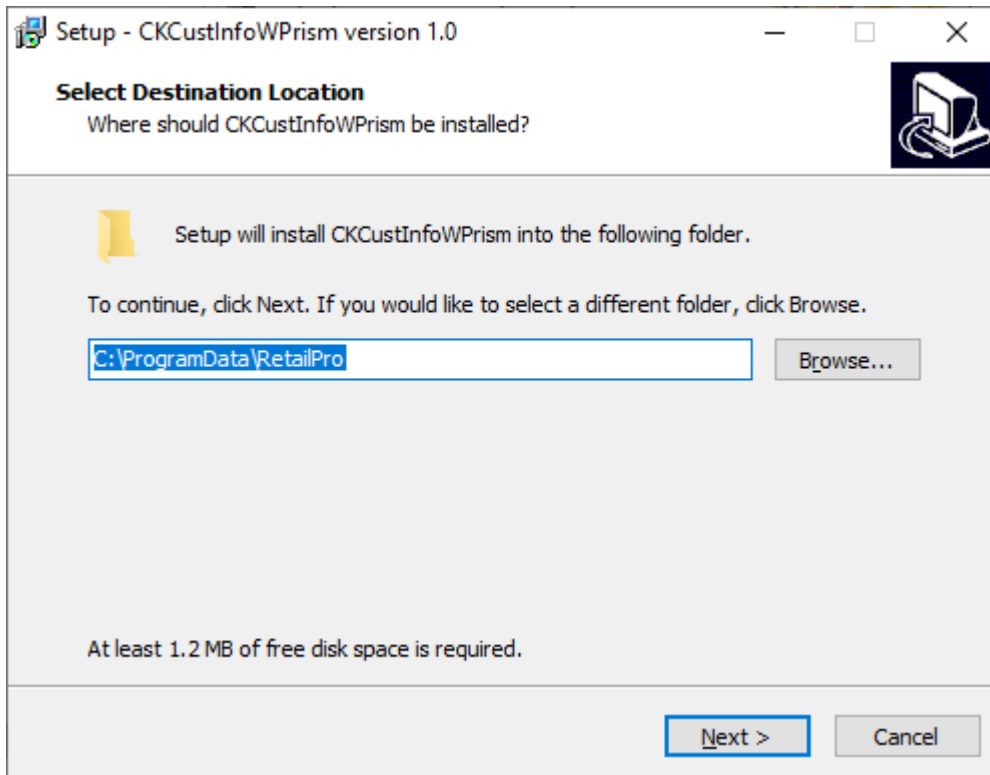 Setup - CKCustInfoWPrism version 1.0
Select Destination Location
Where should CKCustInfoWPrism be installed?
Setup will install CKCustInfoWPrism into the following folder.
To continue, click Next. If you would like to select a different folder, click Browse.
C:\ProgramData\RetailPro
Browse...
At least 1.2 MB of free disk space is required.
Next >
Cancel